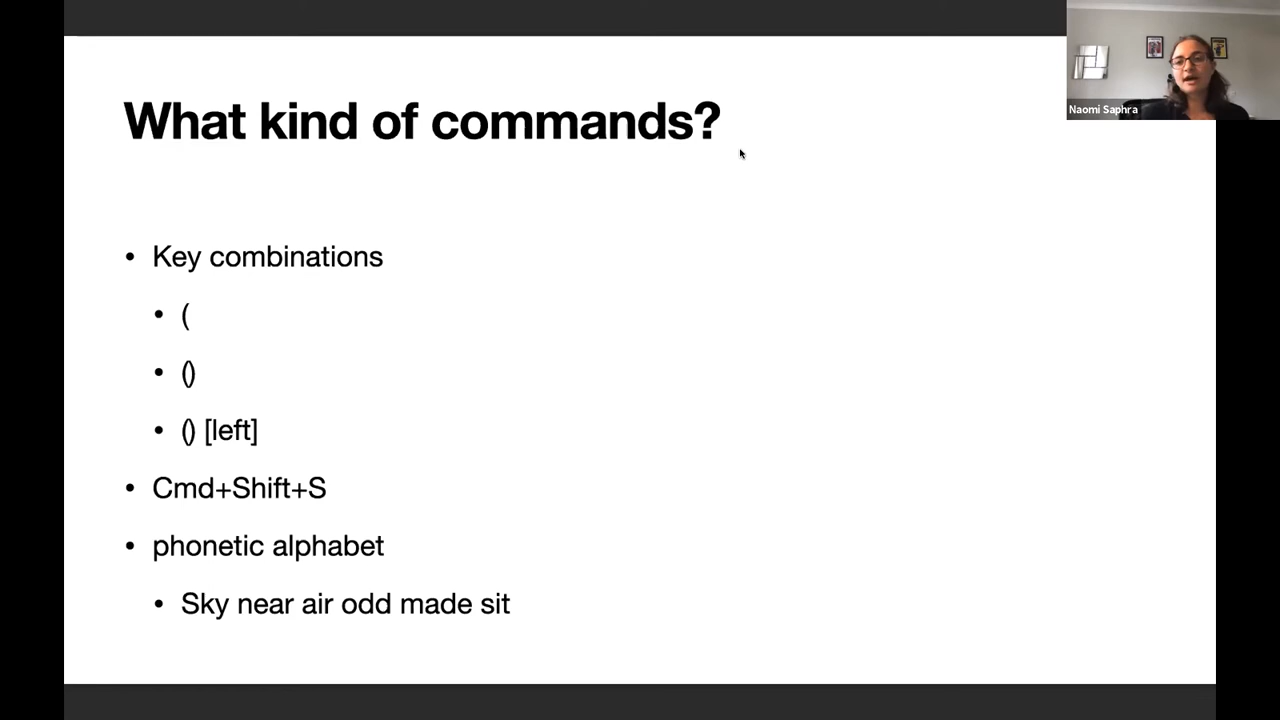 What kind of commands?
Naomi Saphra
• Key combinations
• (
• ()
• () [left]
• Cmd+Shift+S
• phonetic alphabet
• Sky near air odd made sit